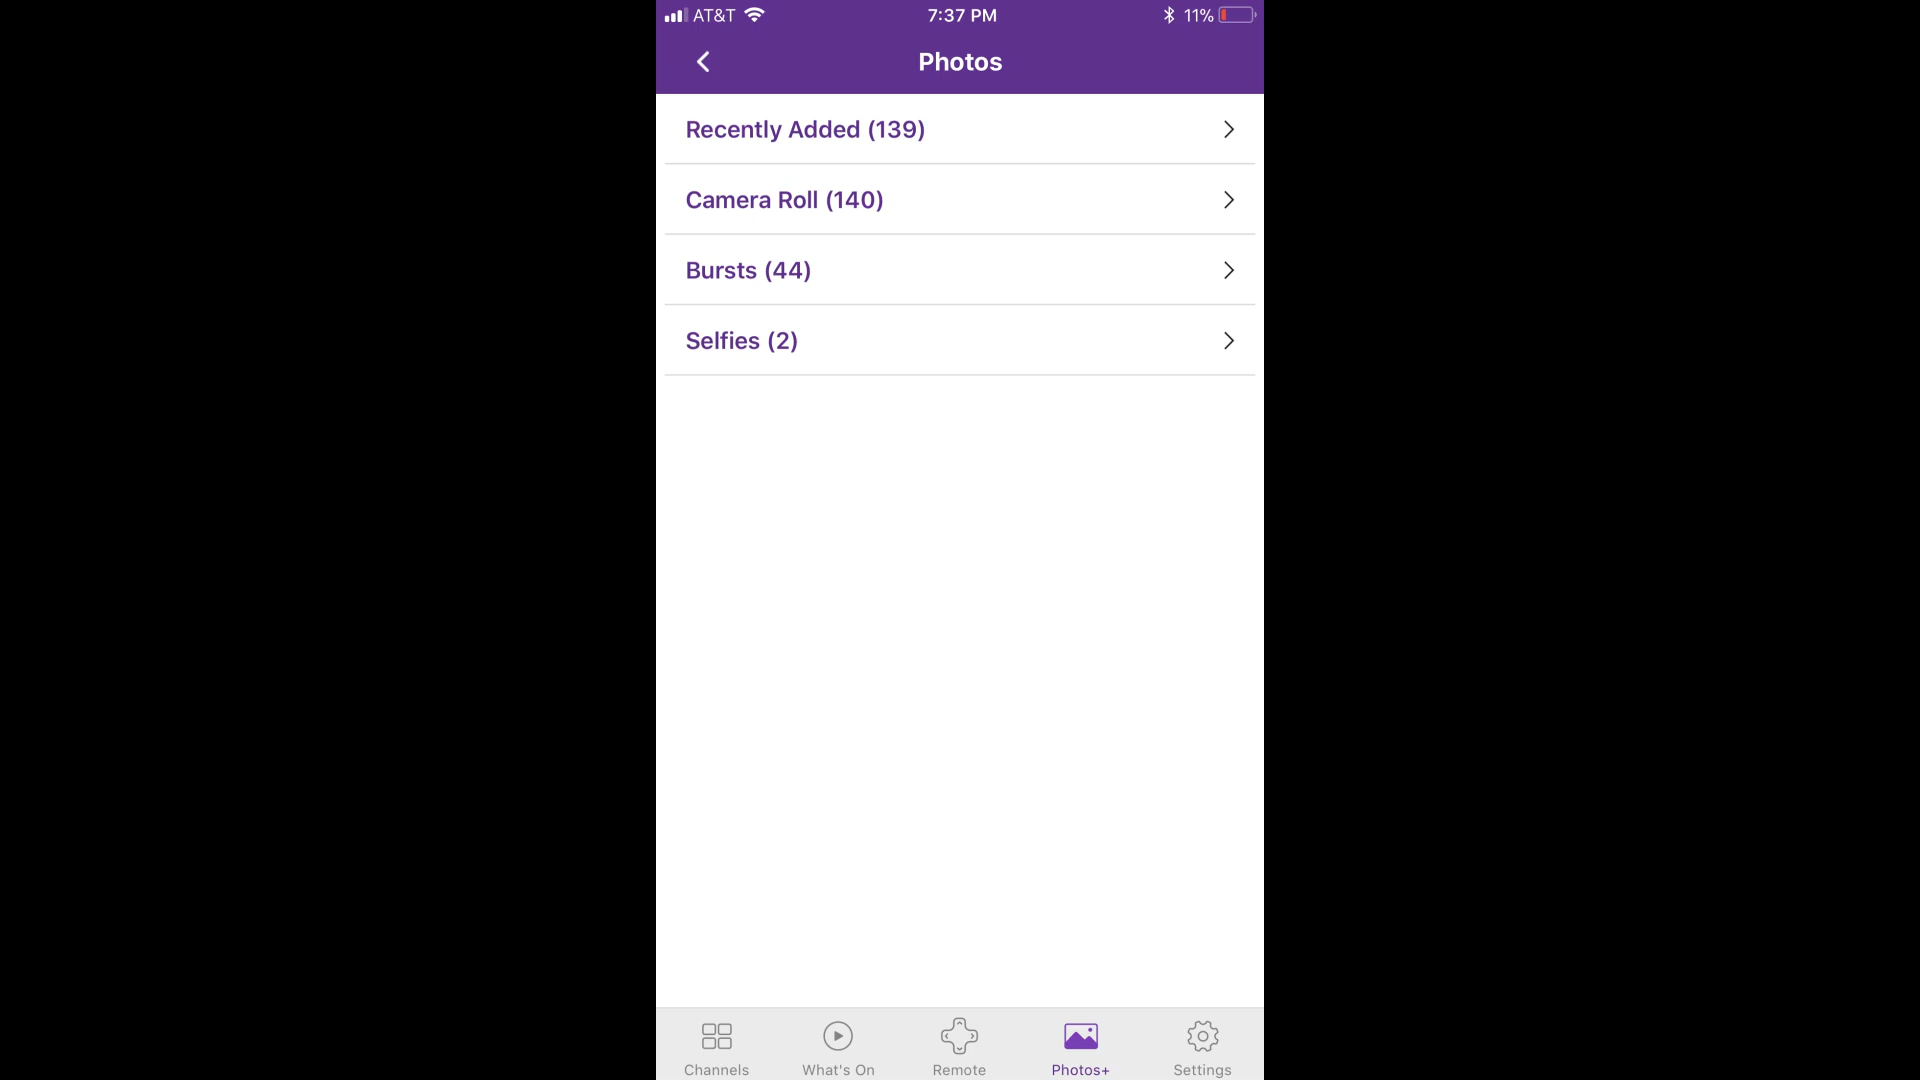 AT&T 7:37 PM 11%
Photos
Recently Added (139)
Camera Roll (140)
Bursts (44)
Selfies (2)
Channels What's On Remote Photos+ Settings